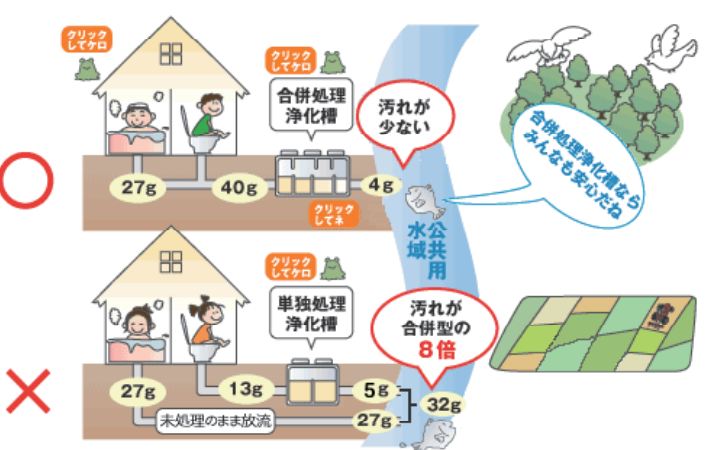 クリック
してケロ
クリック
してケロ
合併処理
浄化槽
汚れが
少ない
合併処理浄化槽なら
みんなも安心だね
27g
40g
4g
クリック
してネ
公共用
水域
クリック
してケロ
単独処理
浄化槽
汚れが
合併型の
8倍
27g
13g
5g
32g
未処理のまま放流
27g